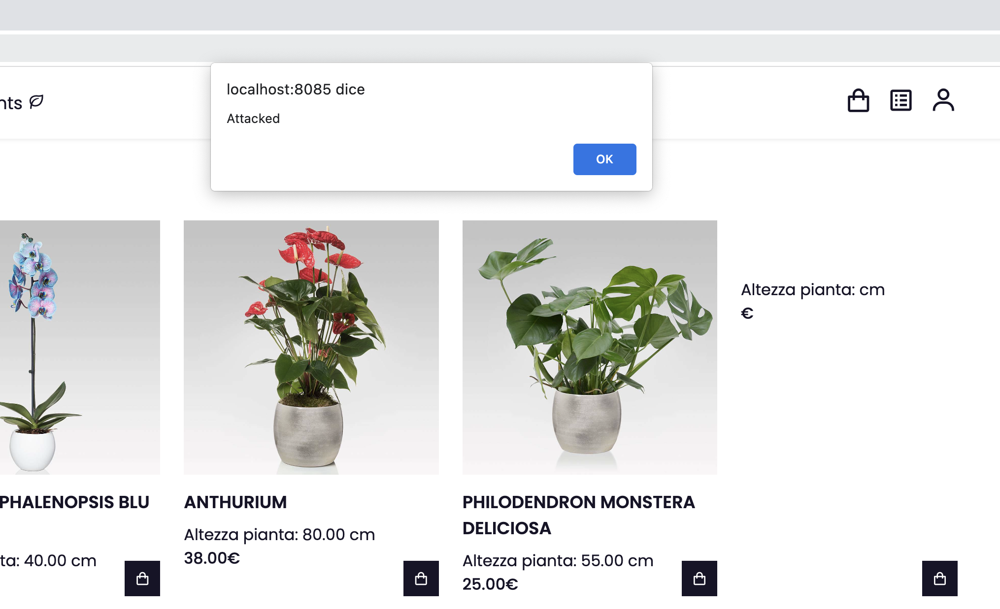 localhost:8085 dice
Attacked
OK
nts
Altezza pianta: cm
€
PHALENOPSIS BLU
ta: 40.00 cm
ANTHURIUM
Altezza pianta: 80.00 cm
38.00€
PHILODENDRON MONSTERA
DELICIOSA
Altezza pianta: 55.00 cm
25.00€